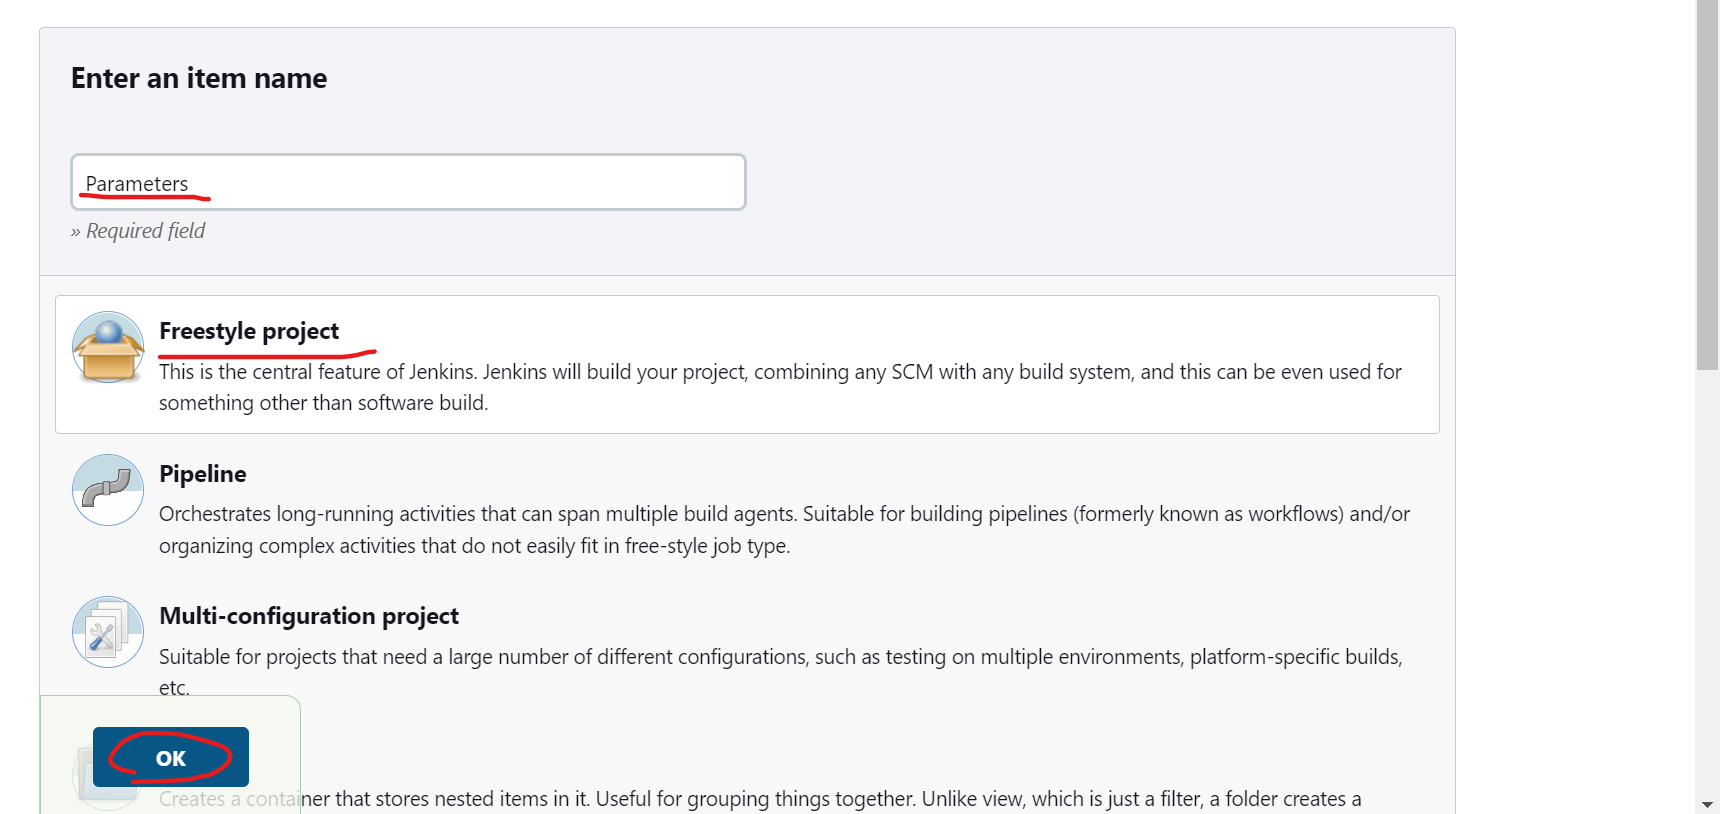 Enter an item name
Parameters
» Required field
Freestyle project
This is the central feature of Jenkins. Jenkins will build your project, combining any SCM with any build system, and this can be even used for
something other than software build.
Pipeline
Orchestrates long-running activities that can span multiple build agents. Suitable for building pipelines (formerly known as workflows) and/or
organizing complex activities that do not easily fit in free-style job type.
Multi-configuration project
Suitable for projects that need a large number of different configurations, such as testing on multiple environments, platform-specific builds,
etc.
OK
Creates a container that stores nested items in it. Useful for grouping things together. Unlike view, which is just a filter, a folder creates a